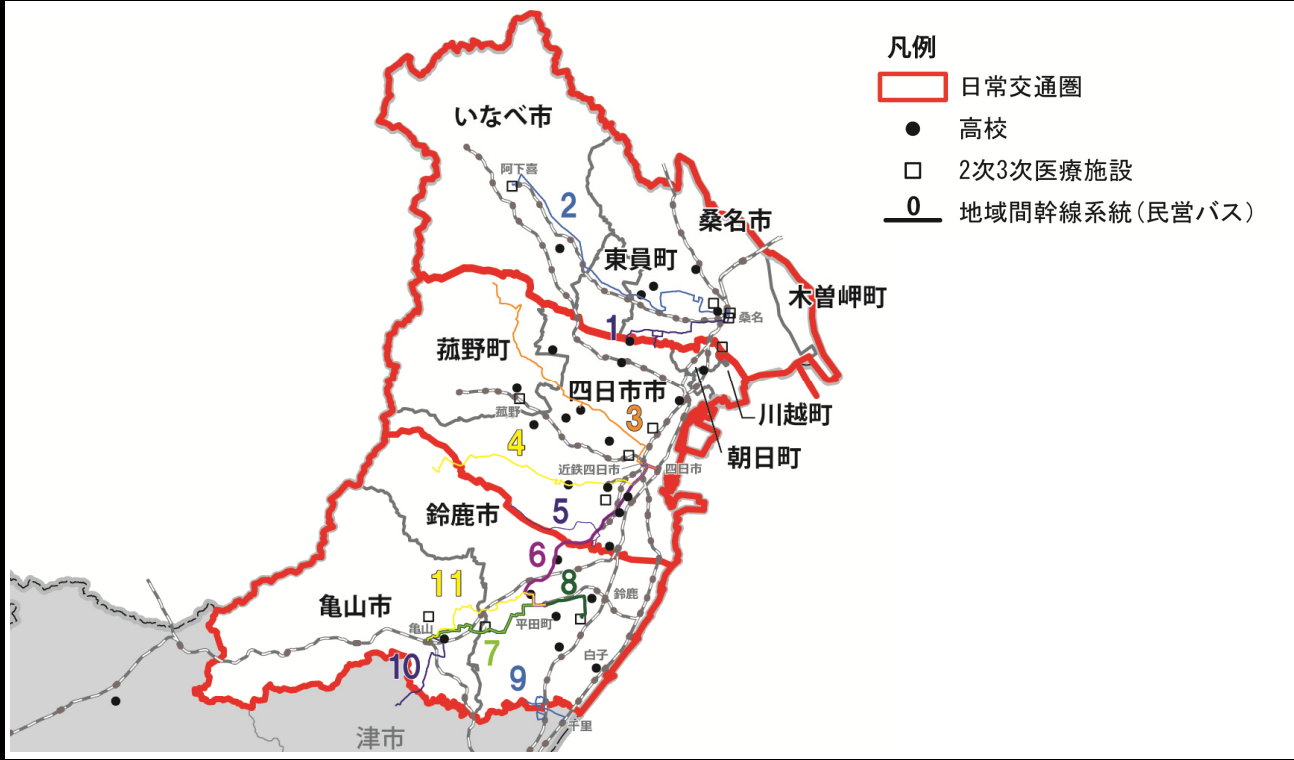 凡例
日常交通圏
高校
2次3次医療施設
0
地域間幹線系統(民営バス)
いなべ市
阿下喜
2
桑名市
東員町
木曽岬町
桑名
1
菰野町
四日市市
菰野
3
川越町
朝日町
4
近鉄四日市
四日市
鈴鹿市
5
6
11
8
鈴鹿
亀山市
亀山
平田町
7
白子
10
9
千里
津市